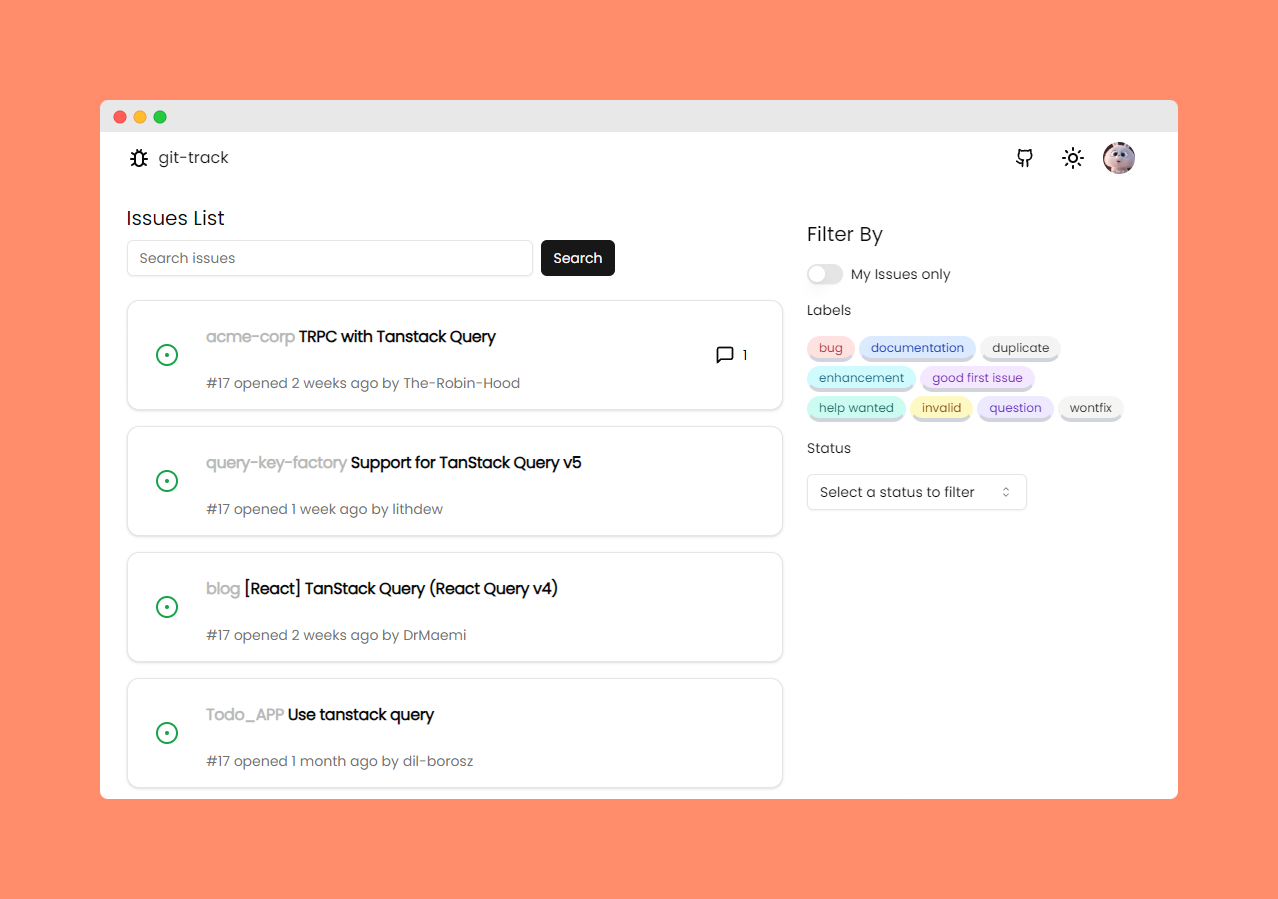 git-track
Issues List
Search issues
Search
acme-corp TRPC with Tanstack Query
#17 opened 2 weeks ago by The-Robin-Hood
1
query-key-factory Support for TanStack Query v5
#17 opened 1 week ago by lithdew
blog [React] TanStack Query (React Query v4)
#17 opened 2 weeks ago by DrMaemi
Todo_APP Use tanstack query
#17 opened 1 month ago by dil-borosz
Filter By
My Issues only
Labels
bug documentation duplicate
enhancement good first issue
help wanted invalid question wontfix
Status
Select a status to filter